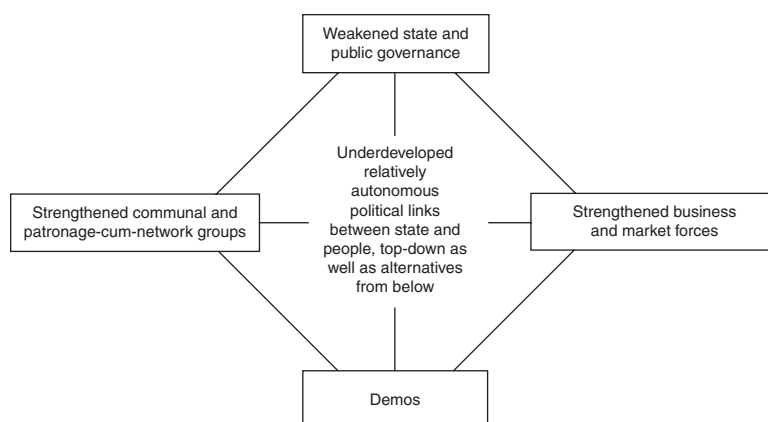 Weakened state and
public governance
Underdeveloped
relatively
autonomous
political links
between state and
people, top-down as
well as alternatives
from below
Strengthened communal and
patronage-cum-network groups
Strengthened business
and market forces
Demos